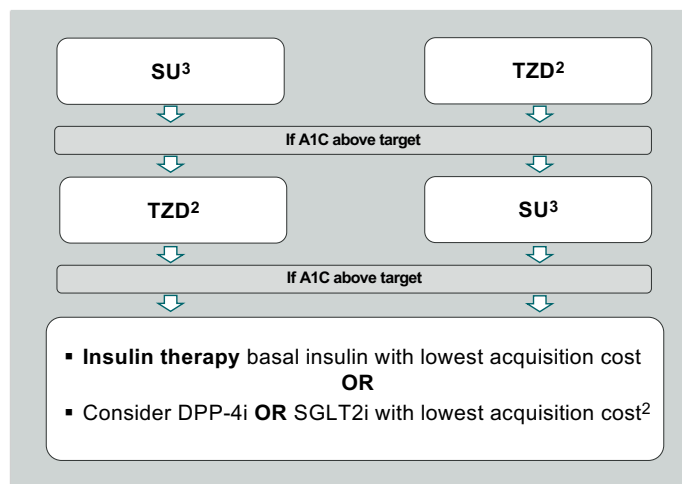 SU³
TZD²
If A1C above target
TZD²
SU³
If A1C above target
▪ Insulin therapy basal insulin with lowest acquisition cost
OR
▪ Consider DPP-4i OR SGLT2i with lowest acquisition cost²